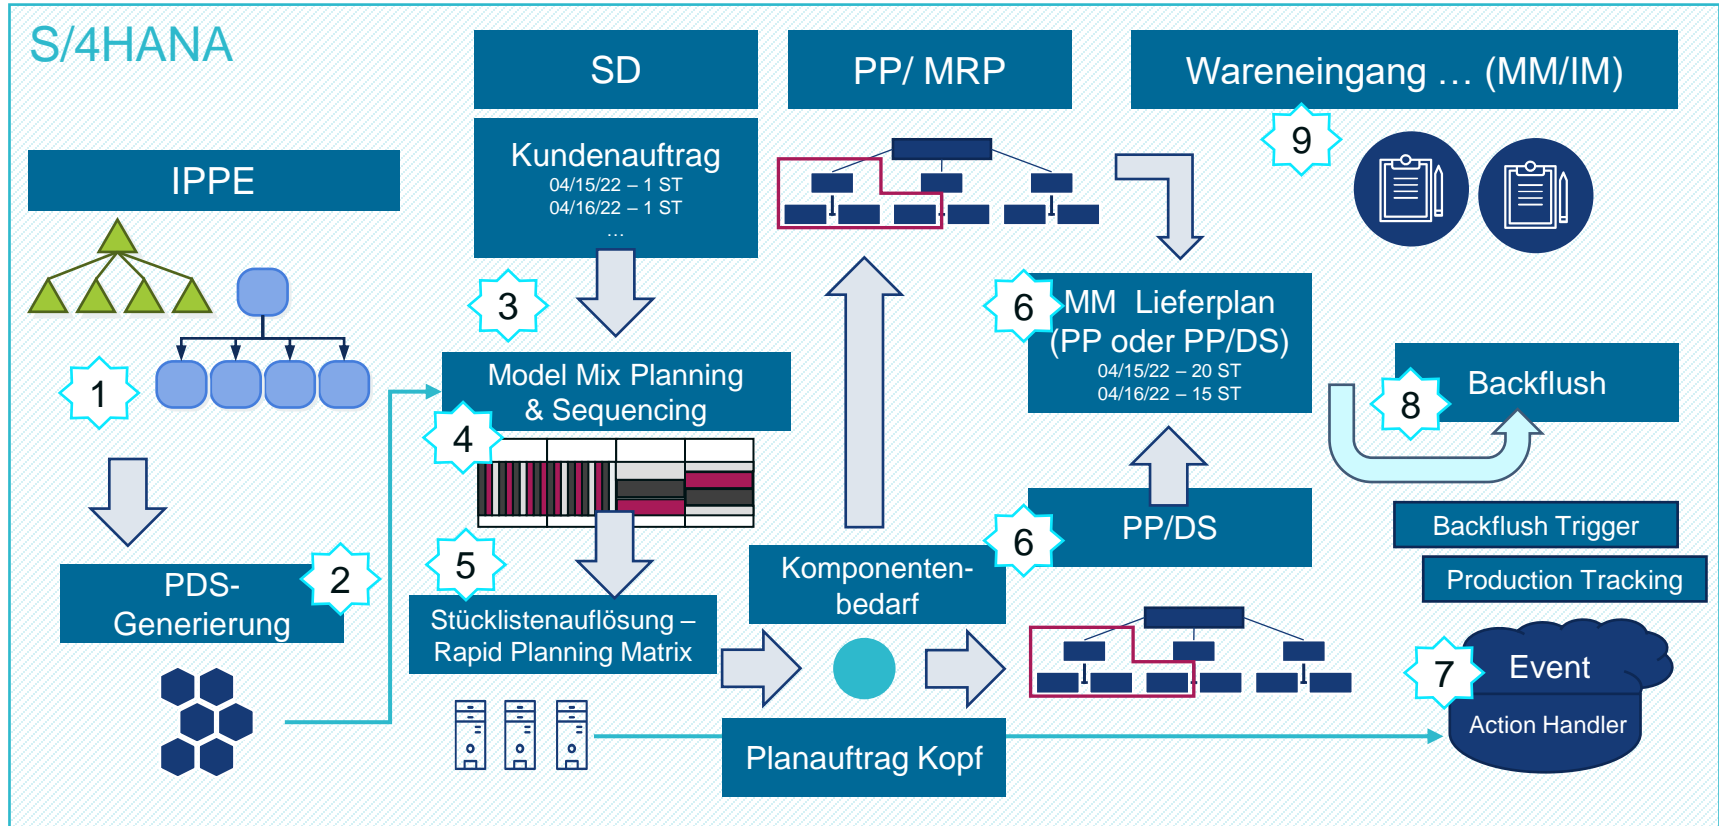 S/4HANA
SD
PP/ MRP
Wareneingang … (MM/IM)
9
IPPE
Kundenauftrag
04/15/22 – 1 ST
04/16/22 – 1 ST
…
3
6
MM Lieferplan
(PP oder PP/DS)
04/15/22 – 20 ST
04/16/22 – 15 ST
1
Model Mix Planning
& Sequencing
4
8
Backflush
PDS-
Generierung
2
5
Stücklistenauflösung –
Rapid Planning Matrix
Komponenten-
bedarf
6
PP/DS
Backflush Trigger
Production Tracking
7
Event
Action Handler
Planauftrag Kopf